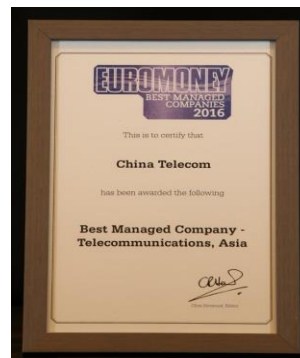 EUROMONEY
BEST MANAGED
COMPANIES
2016
This is to certify that
China Telecom
has been awarded the following
Best Managed Company -
Telecommunications, Asia